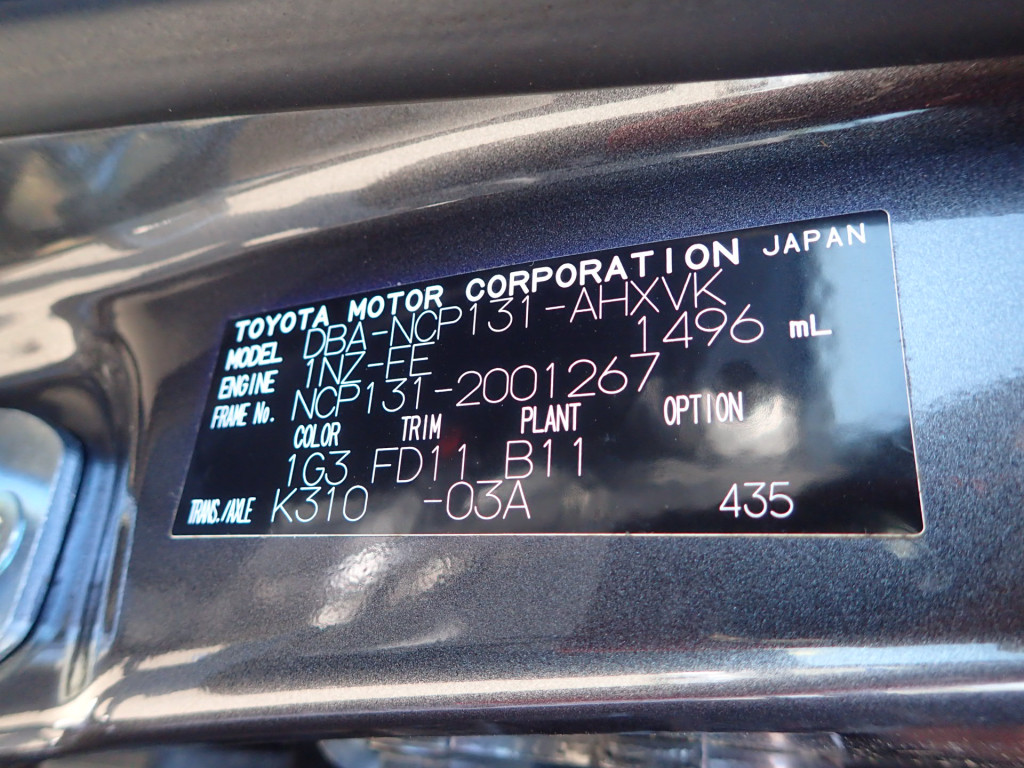 TOYOTA MOTOR CORPORATION JAPAN
MODEL DBA-NCP131-AHXVK
ENGINE 1NZ-FE 1496 mL
FRAME No. NCP131-2001267
COLOR TRIM PLANT OPTION
1G3 FD11 B11
TRANS./AXLE K310 -03A 435